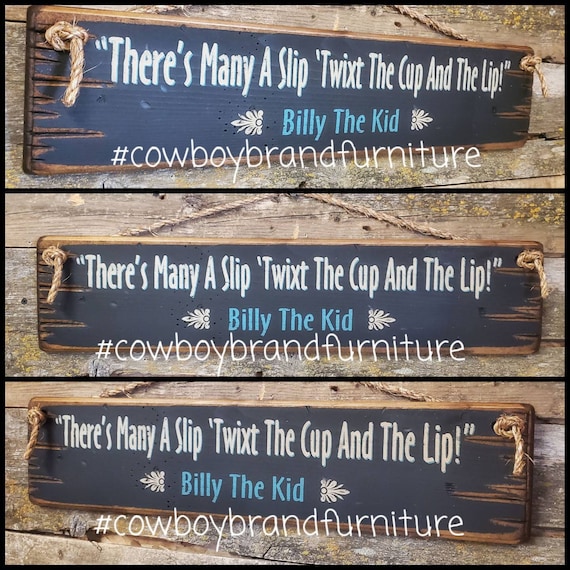 “There’s Many A Slip ‘Twixt The Cup And The Lip!”
Billy The Kid
#cowboybrandfurniture
“There’s Many A Slip ‘Twixt The Cup And The Lip!”
Billy The Kid
#cowboybrandfurniture
“There’s Many A Slip ‘Twixt The Cup And The Lip!”
Billy The Kid
#cowboybrandfurniture